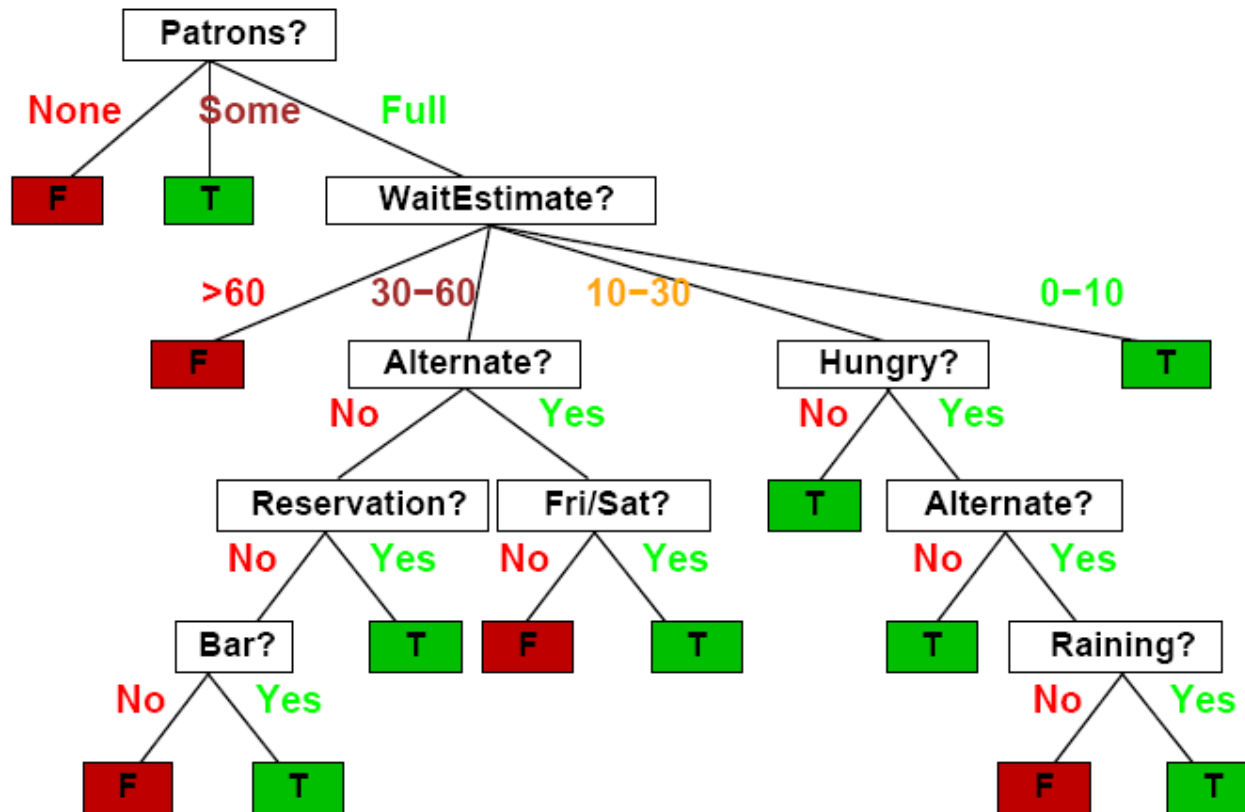 Patrons?
None Some Full
F T WaitEstimate?
>60 30−60 10−30 0−10
F Alternate? Hungry? T
No Yes No Yes
Reservation? Fri/Sat? T Alternate?
No Yes No Yes No Yes
Bar? T F T T Raining?
No Yes No Yes
F T F T